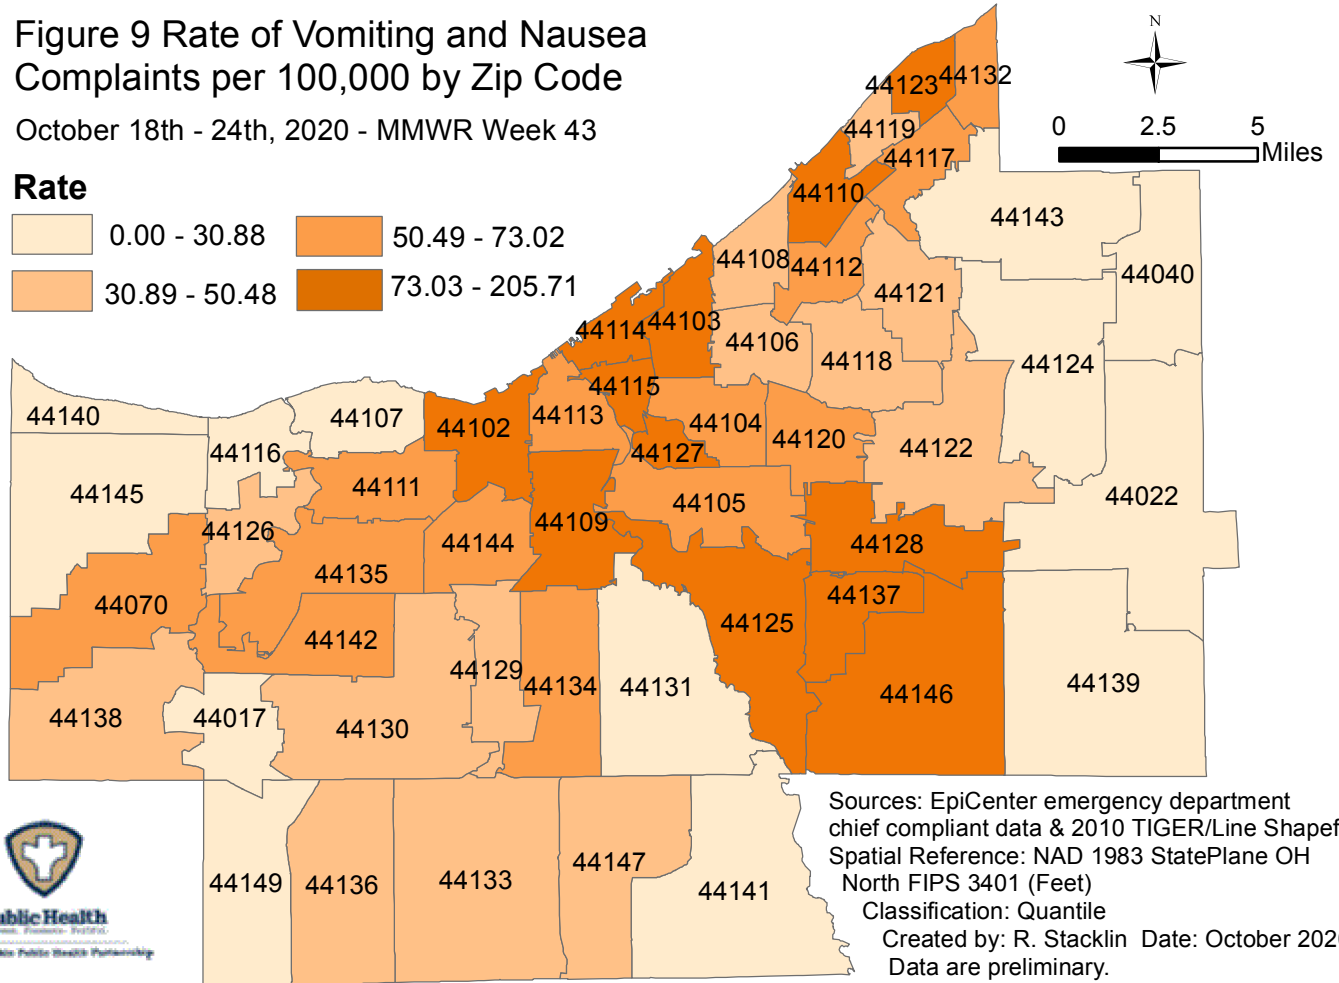 Figure 9 Rate of Vomiting and Nausea
Complaints per 100,000 by Zip Code
October 18th - 24th, 2020 - MMWR Week 43
Rate
0.00 - 30.88
50.49 - 73.02
30.89 - 50.48
73.03 - 205.71
N
0 2.5 5
Miles
44123 44132
44119
44117
44110
44143
44108
44112
44040
44121
44114 44103
44106
44118
44124
44115
44140
44107
44102
44113
44104
44120
44127
44122
44116
44145
44111
44105
44022
44109
44126
44144
44128
44135
44070
44137
44125
44142
44129
44134
44131
44146
44139
44138
44017
44130
44149
44136
44133
44147
44141
Sources: EpiCenter emergency department
chief compliant data & 2010 TIGER/Line Shapef
Spatial Reference: NAD 1983 StatePlane OH
North FIPS 3401 (Feet)
Classification: Quantile
Created by: R. Stacklin Date: October 202
Data are preliminary.
ublic Health
Public Health Partnership